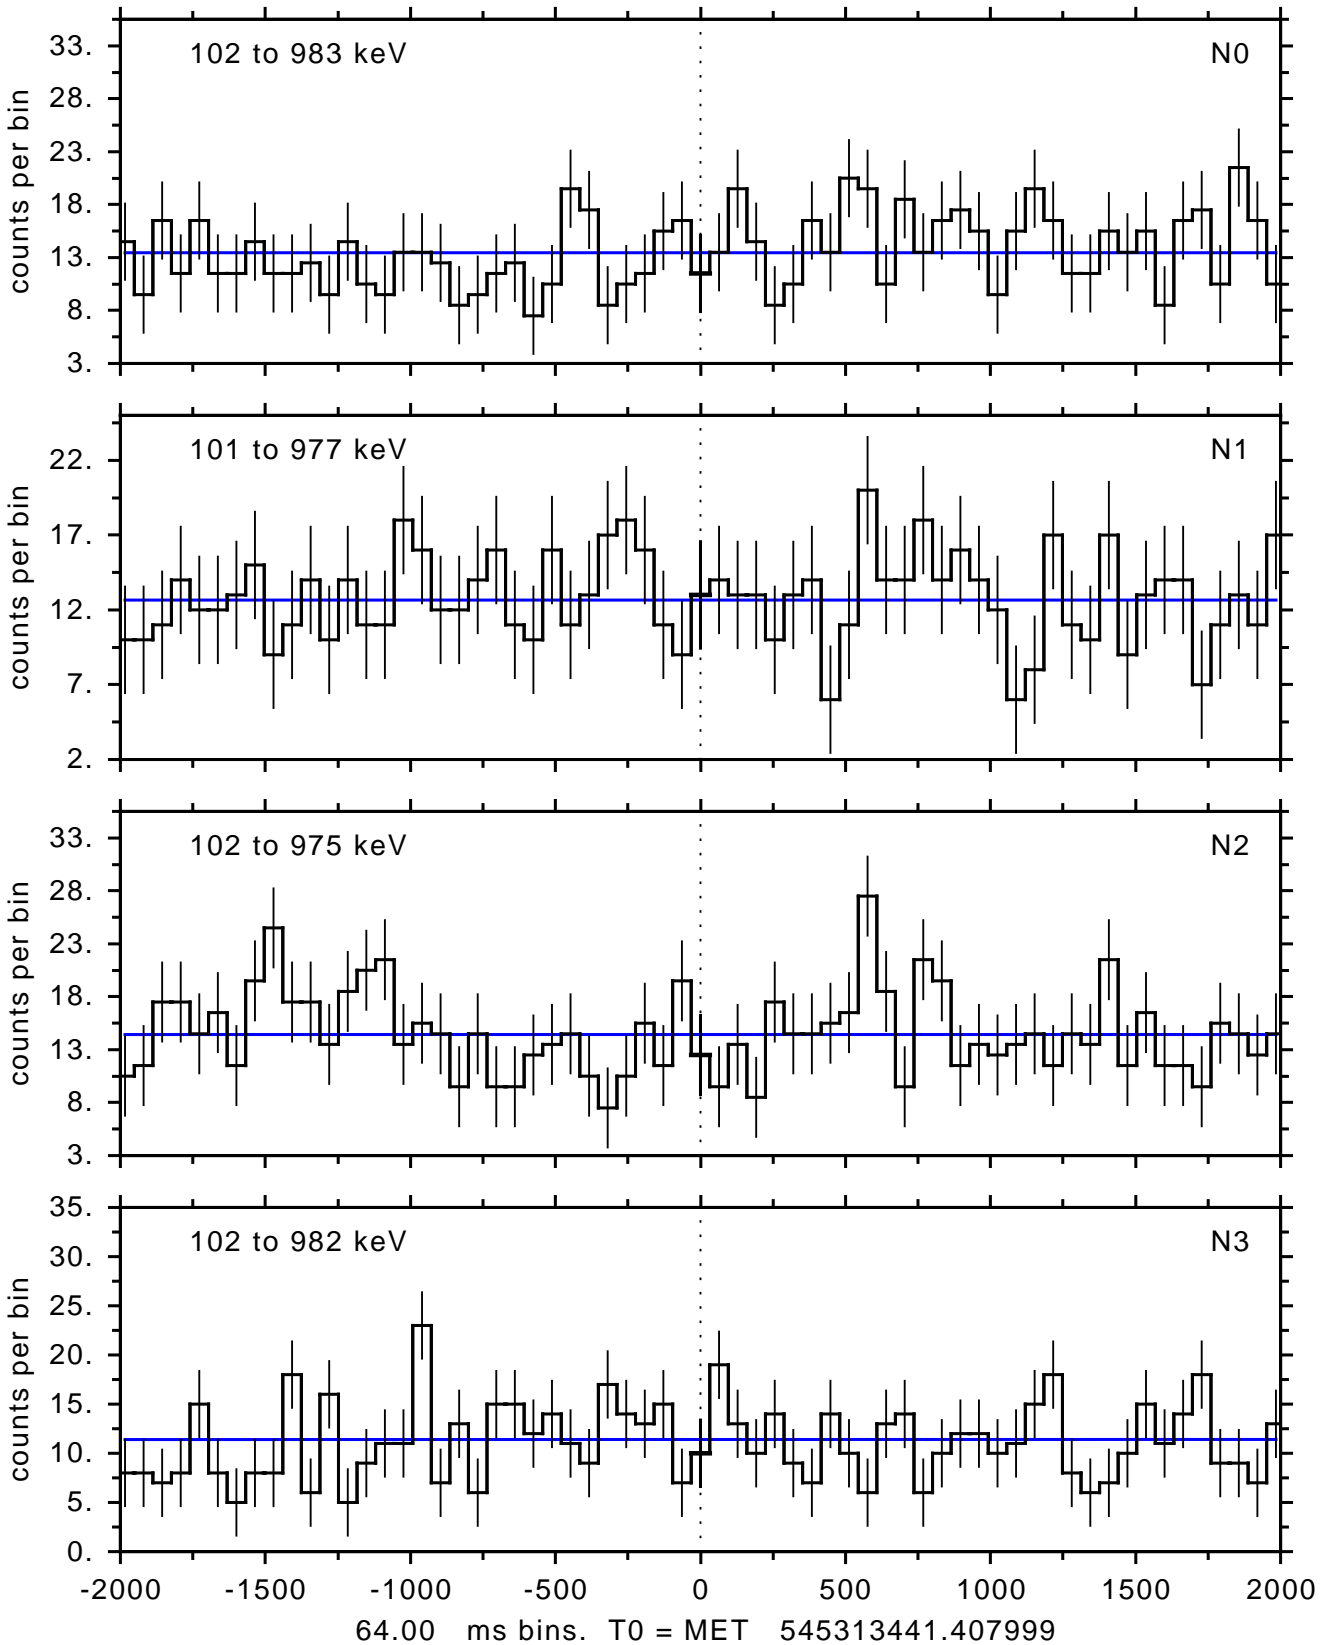 102 to 983 keV N0
33.
28.
23.
18.
13.
8.
3.
counts per bin
101 to 977 keV N1
22.
17.
12.
7.
2.
counts per bin
102 to 975 keV N2
33.
28.
23.
18.
13.
8.
3.
counts per bin
102 to 982 keV N3
35.
30.
25.
20.
15.
10.
5.
0.
counts per bin
-2000 -1500 -1000 -500 0 500 1000 1500 2000
64.00 ms bins. T0 = MET 545313441.407999